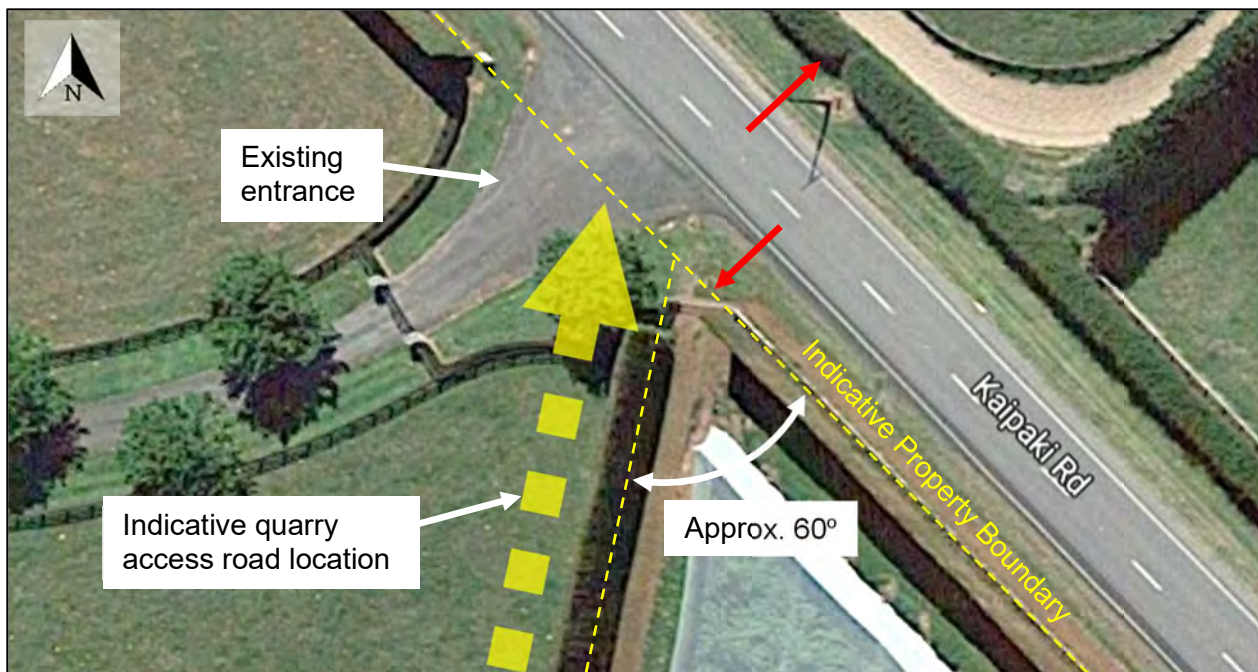 N
Existing
entrance
Indicative quarry
access road location
Approx. 60º
Indicative Property Boundary
Kaipaki Rd